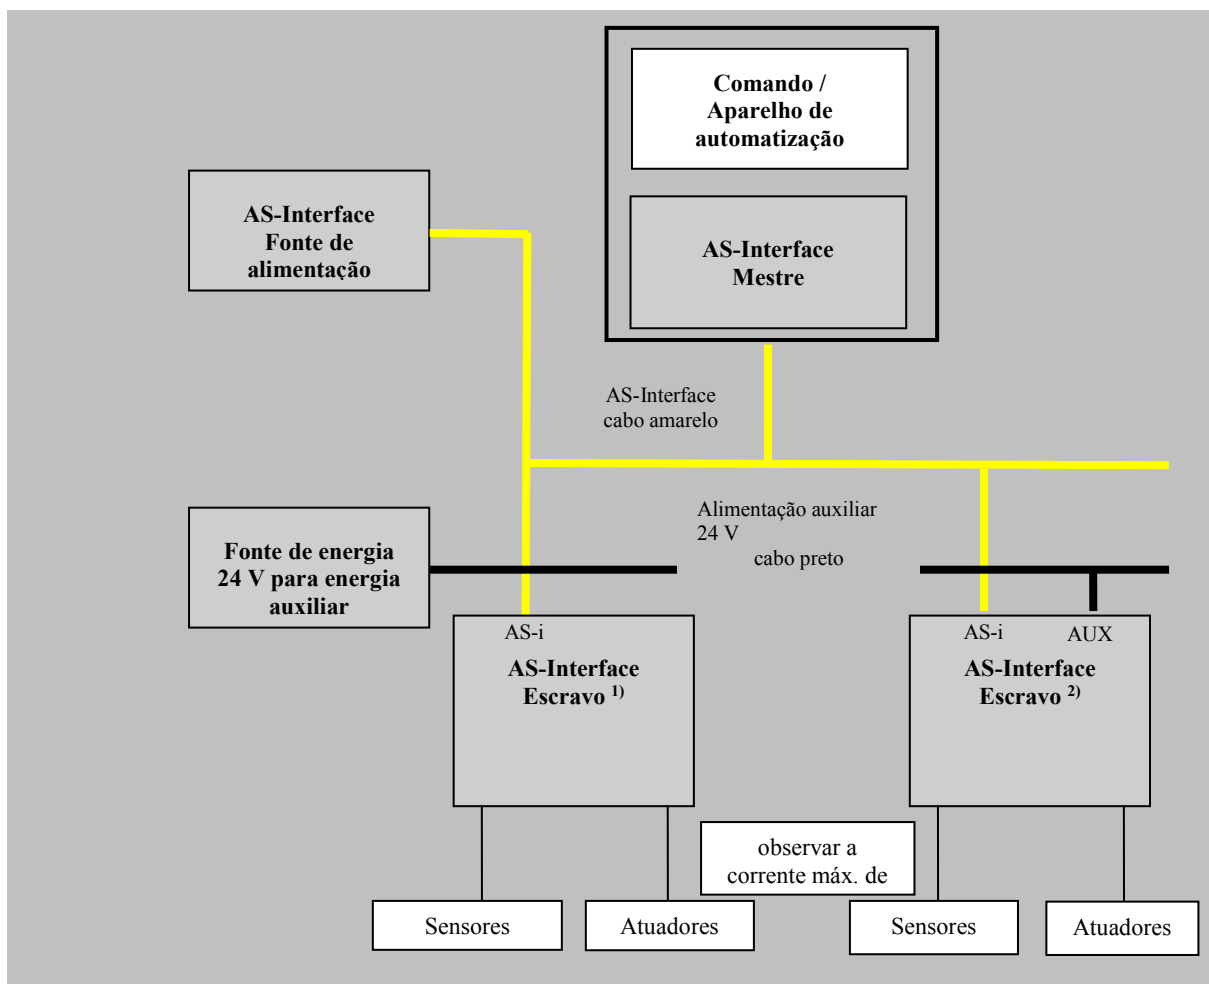 Comando /
Aparelho de
automatização
AS-Interface
Fonte de
alimentação
AS-Interface
Mestre
AS-Interface
cabo amarelo
Alimentação auxiliar
24 V
cabo preto
Fonte de energia
24 V para energia
auxiliar
AS-i
AS-Interface
Escravo 1)
AS-i AUX
AS-Interface
Escravo 2)
observar a
corrente máx. de
Sensores
Atuadores
Sensores
Atuadores